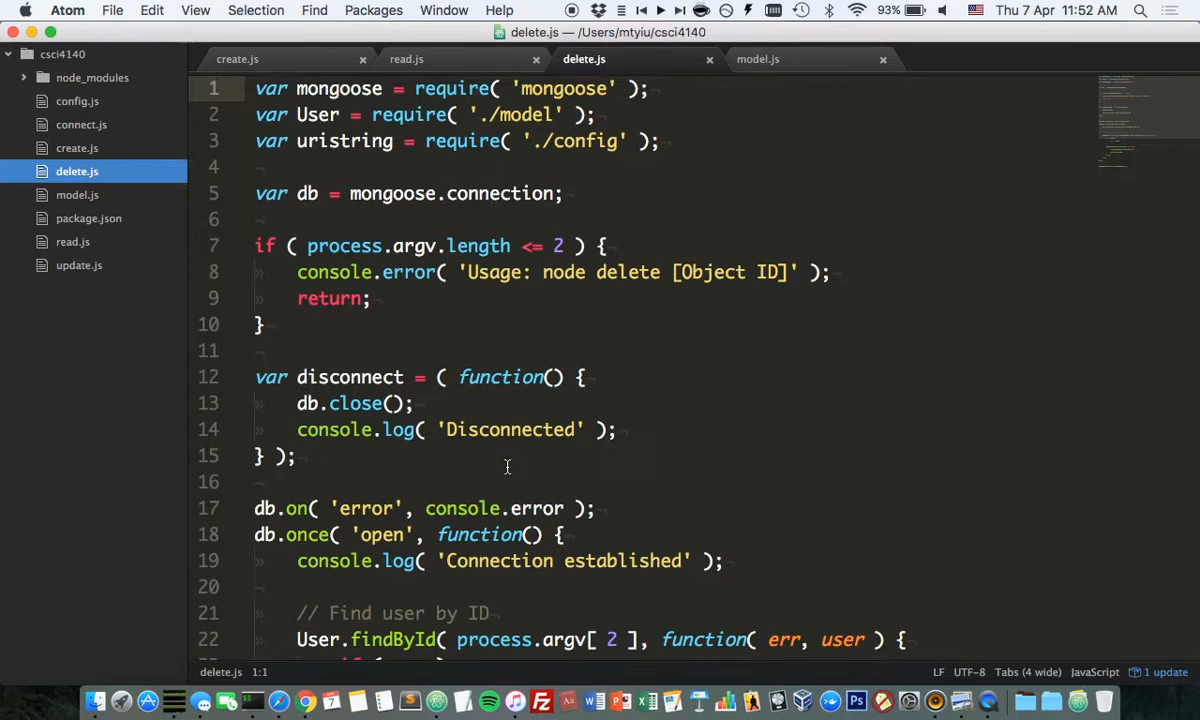 Atom File Edit View Selection Find Packages Window Help 93% Thu 7 Apr 11:52 AM
delete.js — /Users/mtyiu/csci4140
csci4140
node_modules
config.js
connect.js
create.js
delete.js
model.js
package.json
read.js
update.js
create.js read.js delete.js model.js
1 var mongoose = require( 'mongoose' );
2 var User = require( './model' );
3 var uristring = require( './config' );
4
5 var db = mongoose.connection;
6
7 if ( process.argv.length <= 2 ) {
8 console.error( 'Usage: node delete [Object ID]' );
9 return;
10 }
11
12 var disconnect = ( function() {
13 db.close();
14 console.log( 'Disconnected' );
15 } );
16
17 db.on( 'error', console.error );
18 db.once( 'open', function() {
19 console.log( 'Connection established' );
20
21 // Find user by ID
22 User.findById( process.argv[ 2 ], function( err, user ) {
delete.js 1:1 LF UTF-8 Tabs (4 wide) JavaScript 1 update